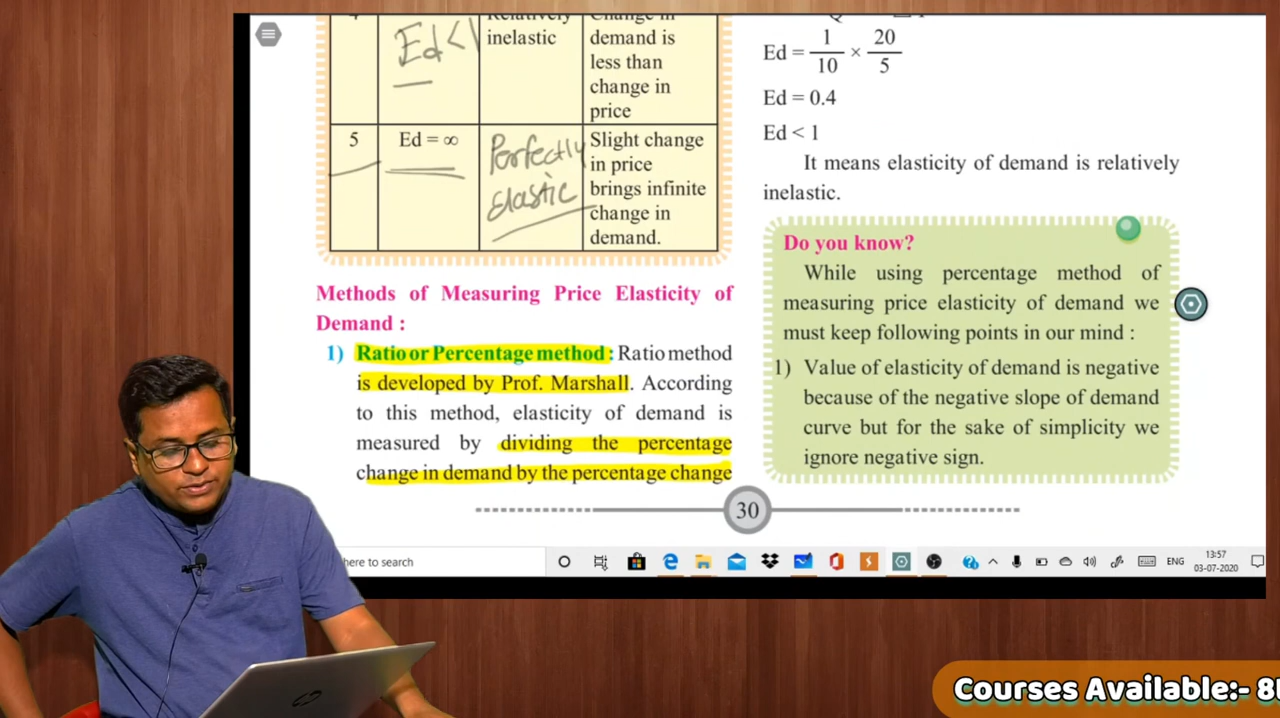 Relatively
inelastic
Change in
demand is
less than
change in
price
Ed<1
5
Ed = ∞
Perfectly
elastic
Slight change
in price
brings infinite
change in
demand.
Methods of Measuring Price Elasticity of
Demand :
1) Ratio or Percentage method : Ratio method
is developed by Prof. Marshall. According
to this method, elasticity of demand is
measured by dividing the percentage
change in demand by the percentage change
Ed = 1/10 × 20/5
Ed = 0.4
Ed < 1
It means elasticity of demand is relatively
inelastic.
Do you know?
While using percentage method of
measuring price elasticity of demand we
must keep following points in our mind :
1) Value of elasticity of demand is negative
because of the negative slope of demand
curve but for the sake of simplicity we
ignore negative sign.
30
here to search
ENG
13:57
03-07-2020
Courses Available:-